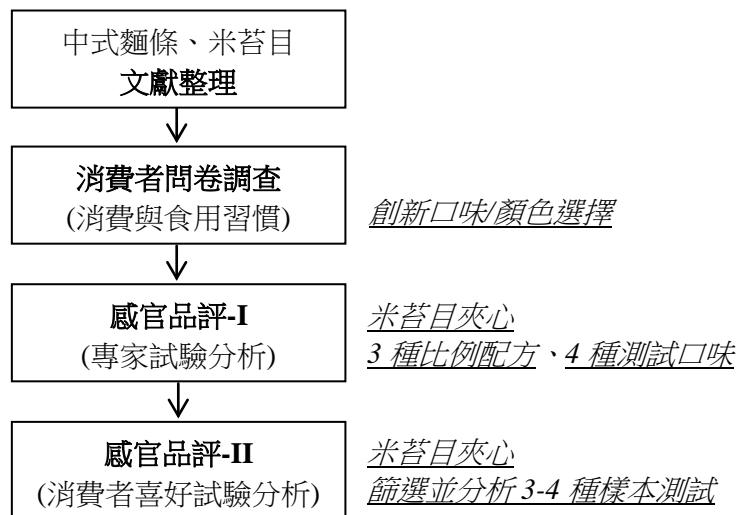 中式麵條、米苔目
文獻整理
消費者問卷調查
(消費與食用習慣)
創新口味/顏色選擇
感官品評-I
(專家試驗分析)
米苔目夾心
3 種比例配方、4 種測試口味
感官品評-II
(消費者喜好試驗分析)
米苔目夾心
篩選並分析 3-4 種樣本測試